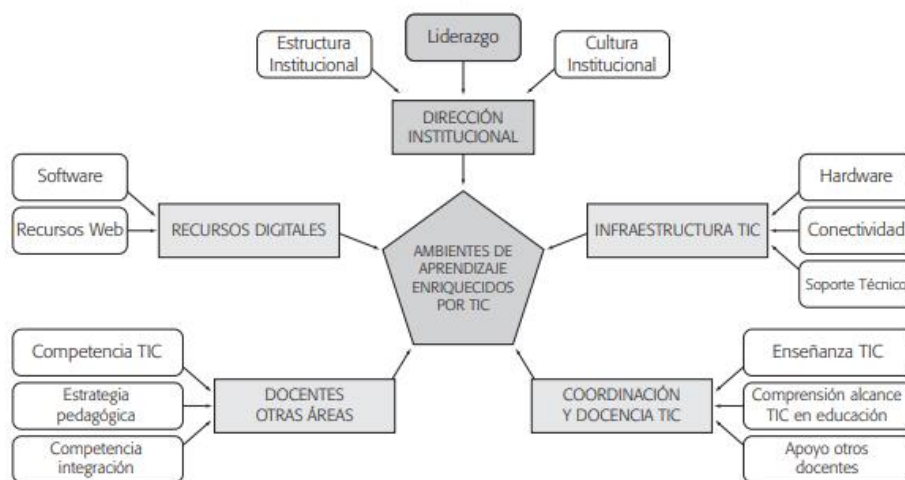 Estructura
Institucional
Liderazgo
Cultura
Institucional
DIRECCIÓN
INSTITUCIONAL
Software
Recursos Web
RECURSOS DIGITALES
AMBIENTES DE
APRENDIZAJE
ENRIQUECIDOS
POR TIC
INFRAESTRUCTURA TIC
Hardware
Conectividad
Soporte Técnico
Competencia TIC
Estrategia
pedagógica
Competencia
integración
DOCENTES
OTRAS ÁREAS
COORDINACIÓN
Y DOCENCIA TIC
Enseñanza TIC
Comprensión alcance
TIC en educación
Apoyo otros
docentes